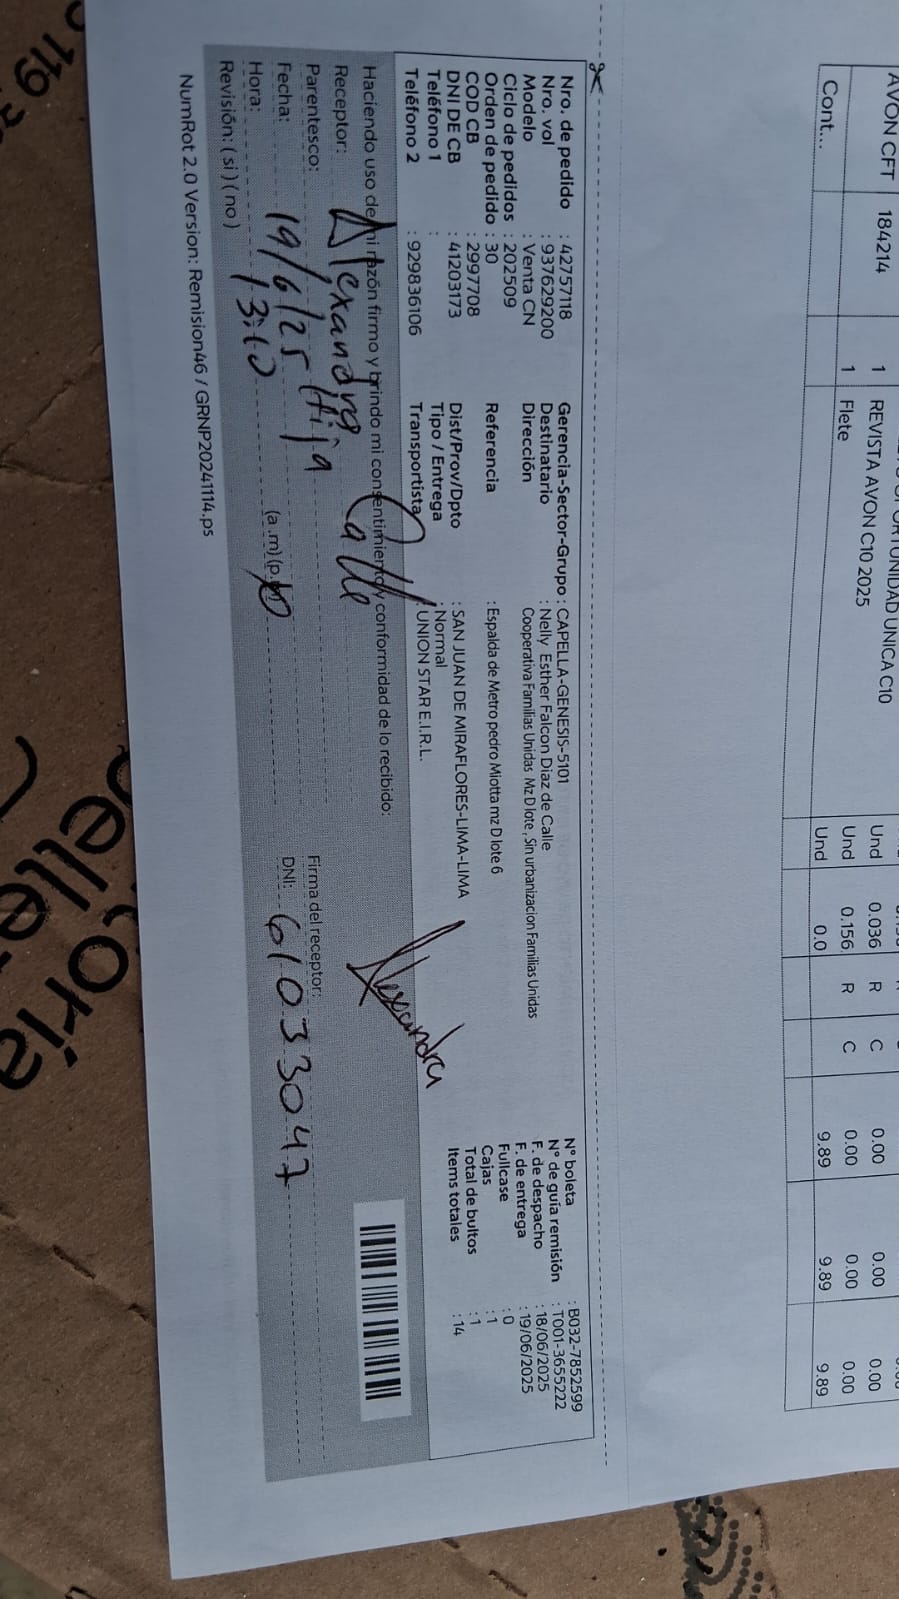 AVON CFT 184214 1 REVISTA AVON C10 2025 Und 0.036 R C 0.00 0.00 0.00
1 Flete Und 0.156 R C 0.00 0.00 0.00
Cont... Und 0.0 9.89 9.89 9.89
Nro. de pedido : 42757118
Nro. vol : 937629200
Modelo : Venta CN
Ciclo de pedidos : 202509
Orden de pedido : 30
COD CB : 2997708
DNI DE CB : 41203173
Teléfono 1 :
Teléfono 2 : 929836106
Gerencia-Sector-Grupo : CAPELLA-GENESIS-5101
Destinatario : Nelly Esther Falcon Diaz de Calle
Dirección Cooperativa Familias Unidas Mz D lote , Sin urbanizacion Familias Unidas
Referencia : Espalda de Metro pedro Miotta mz D lote 6
Dist/Prov/Dpto : SAN JUAN DE MIRAFLORES-LIMA-LIMA
Tipo / Entrega : Normal
Transportista : UNION STAR E.I.R.L.
N° boleta : B032-7852599
N° de guía remisión : T001-3655222
F. de despacho : 18/06/2025
F. de entrega : 19/06/2025
Fullcase : 0
Cajas : 1
Total de bultos : 1
Items totales : 14
Haciendo uso de mi razón firmo y brindo mi consentimiento y conformidad de lo recibido:
Receptor: Alexandra Calle
Parentesco: Hija
Firma del receptor: Alexandra
Fecha: 19/6/25
DNI: 61033047
Hora: 13:10 (a.m)(p.
Revisión: ( si ) ( no )
NumRot 2.0 Version: Remision46 / GRNP20241114.ps